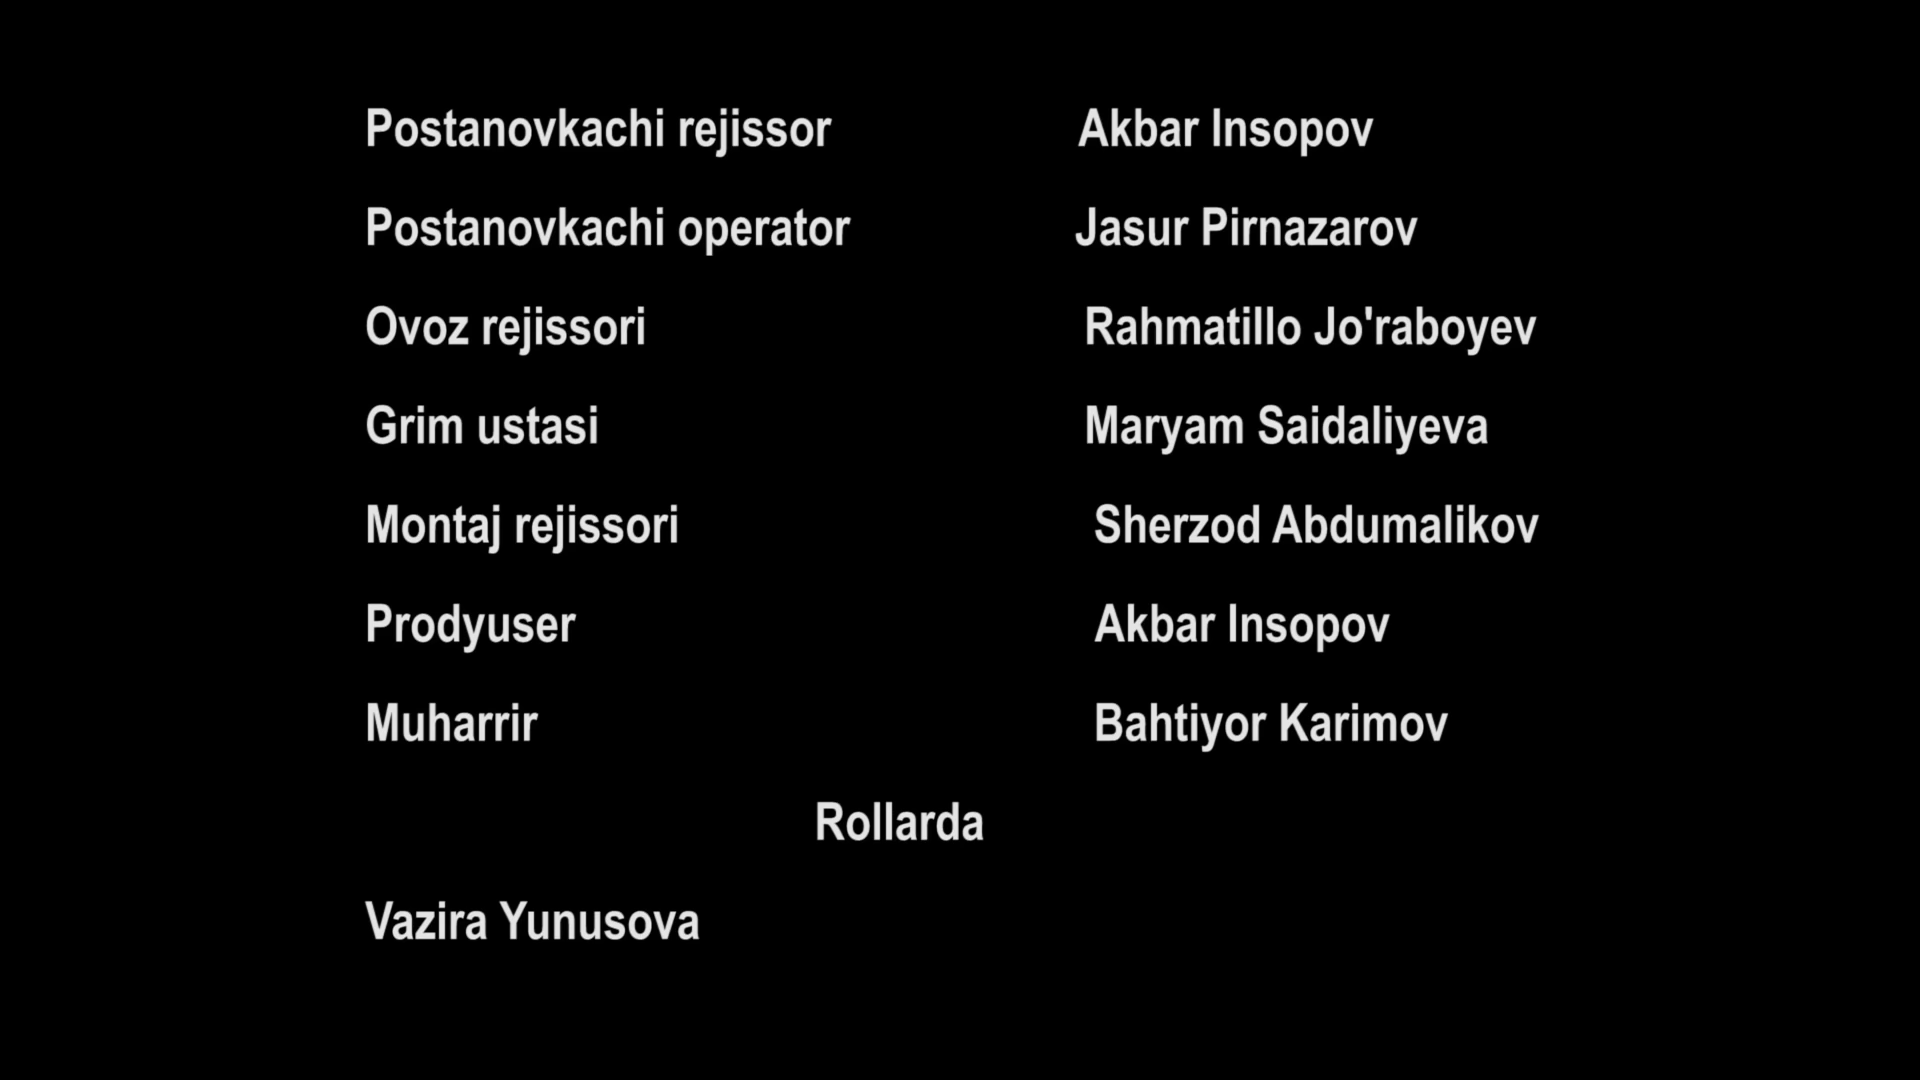 Postanovkachi rejissor Akbar Insopov
Postanovkachi operator Jasur Pirnazarov
Ovoz rejissori Rahmatillo Jo'raboyev
Grim ustasi Maryam Saidaliyeva
Montaj rejissori Sherzod Abdumalikov
Prodyuser Akbar Insopov
Muharrir Bahtiyor Karimov
Rollarda
Vazira Yunusova